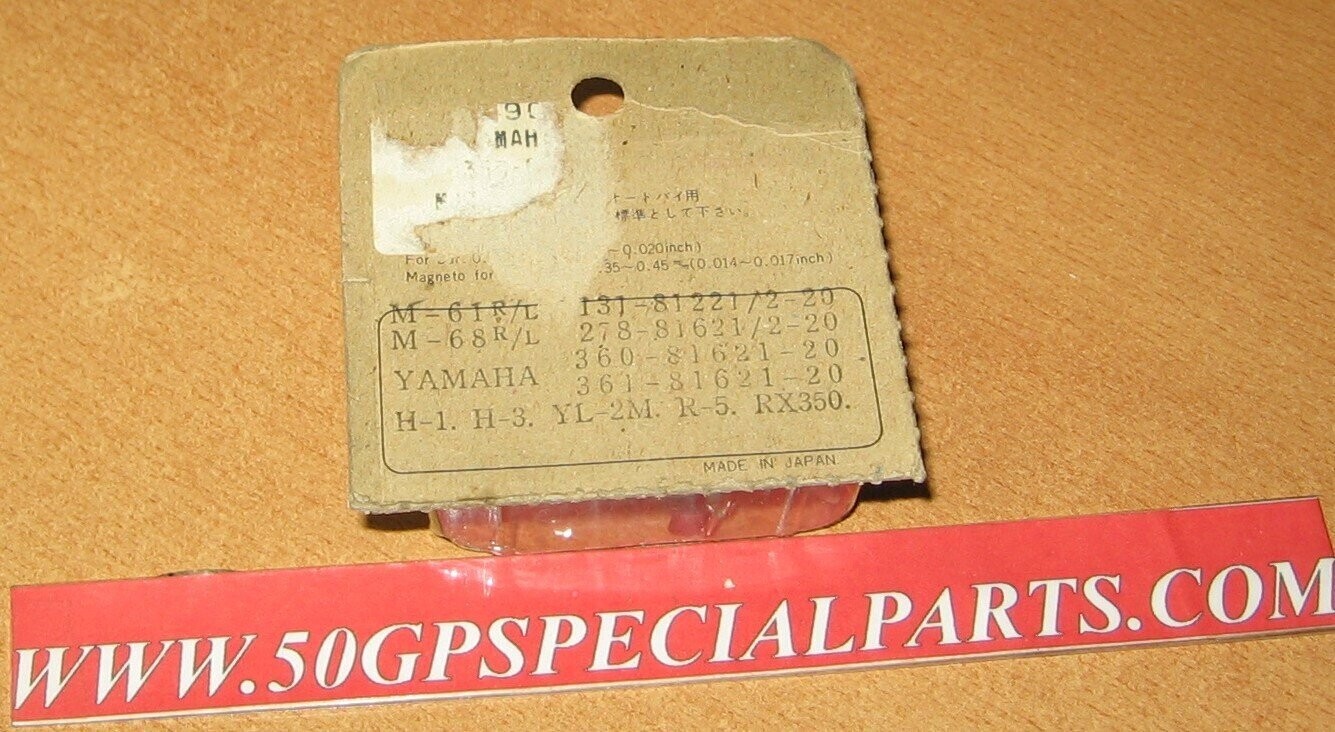 MAH
ートバイ用
標準として下さい。
~0.020inch)
For
Magneto for .35~0.45 (0.014~0.017inch)
M-61R/L 131-81221/2-20
M-68R/L 278-81621/2-20
360-81621-20
YAMAHA 361-81621-20
H-1. H-3. YL-2M. R-5. RX350.
MADE IN JAPAN
WWW.50GPSPECIALPARTS.COM